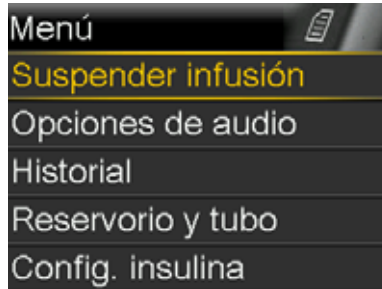 Menú
Suspender infusión
Opciones de audio
Historial
Reservorio y tubo
Config. insulina